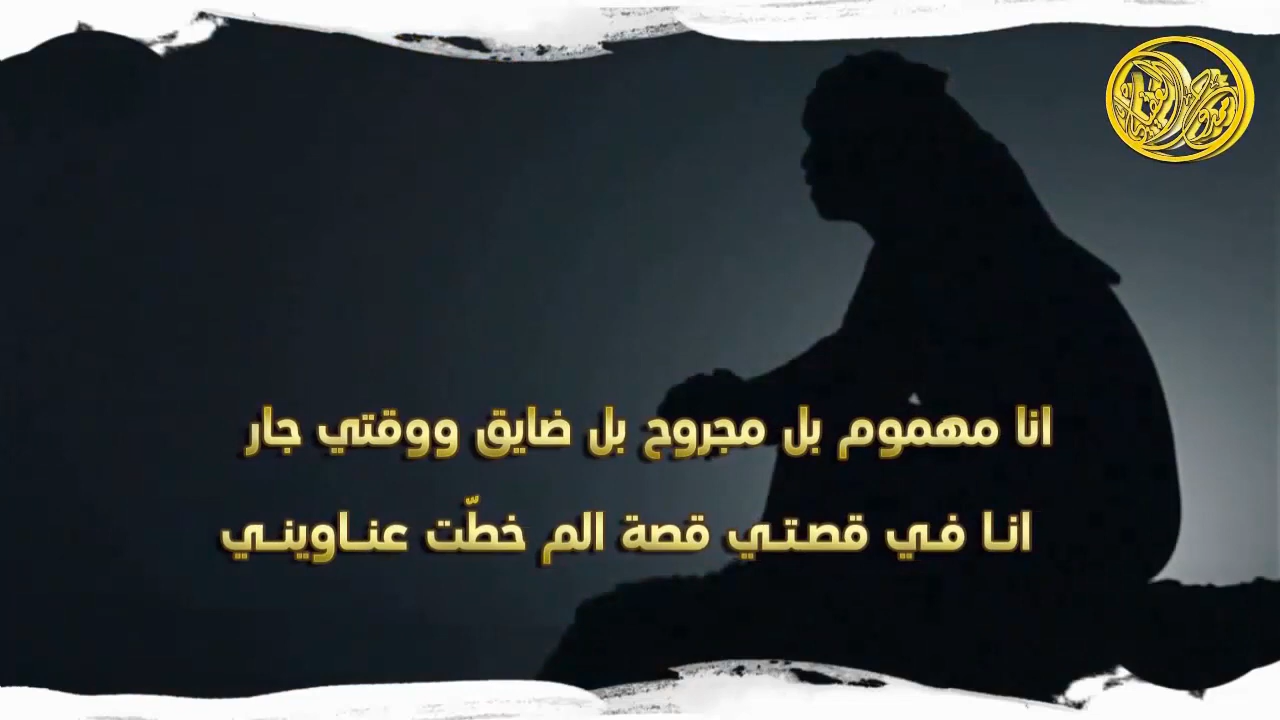 انا مهموم بل مجروح بل ضايق ووقتي جار
انا في قصتي قصة الم خطّت عناويني